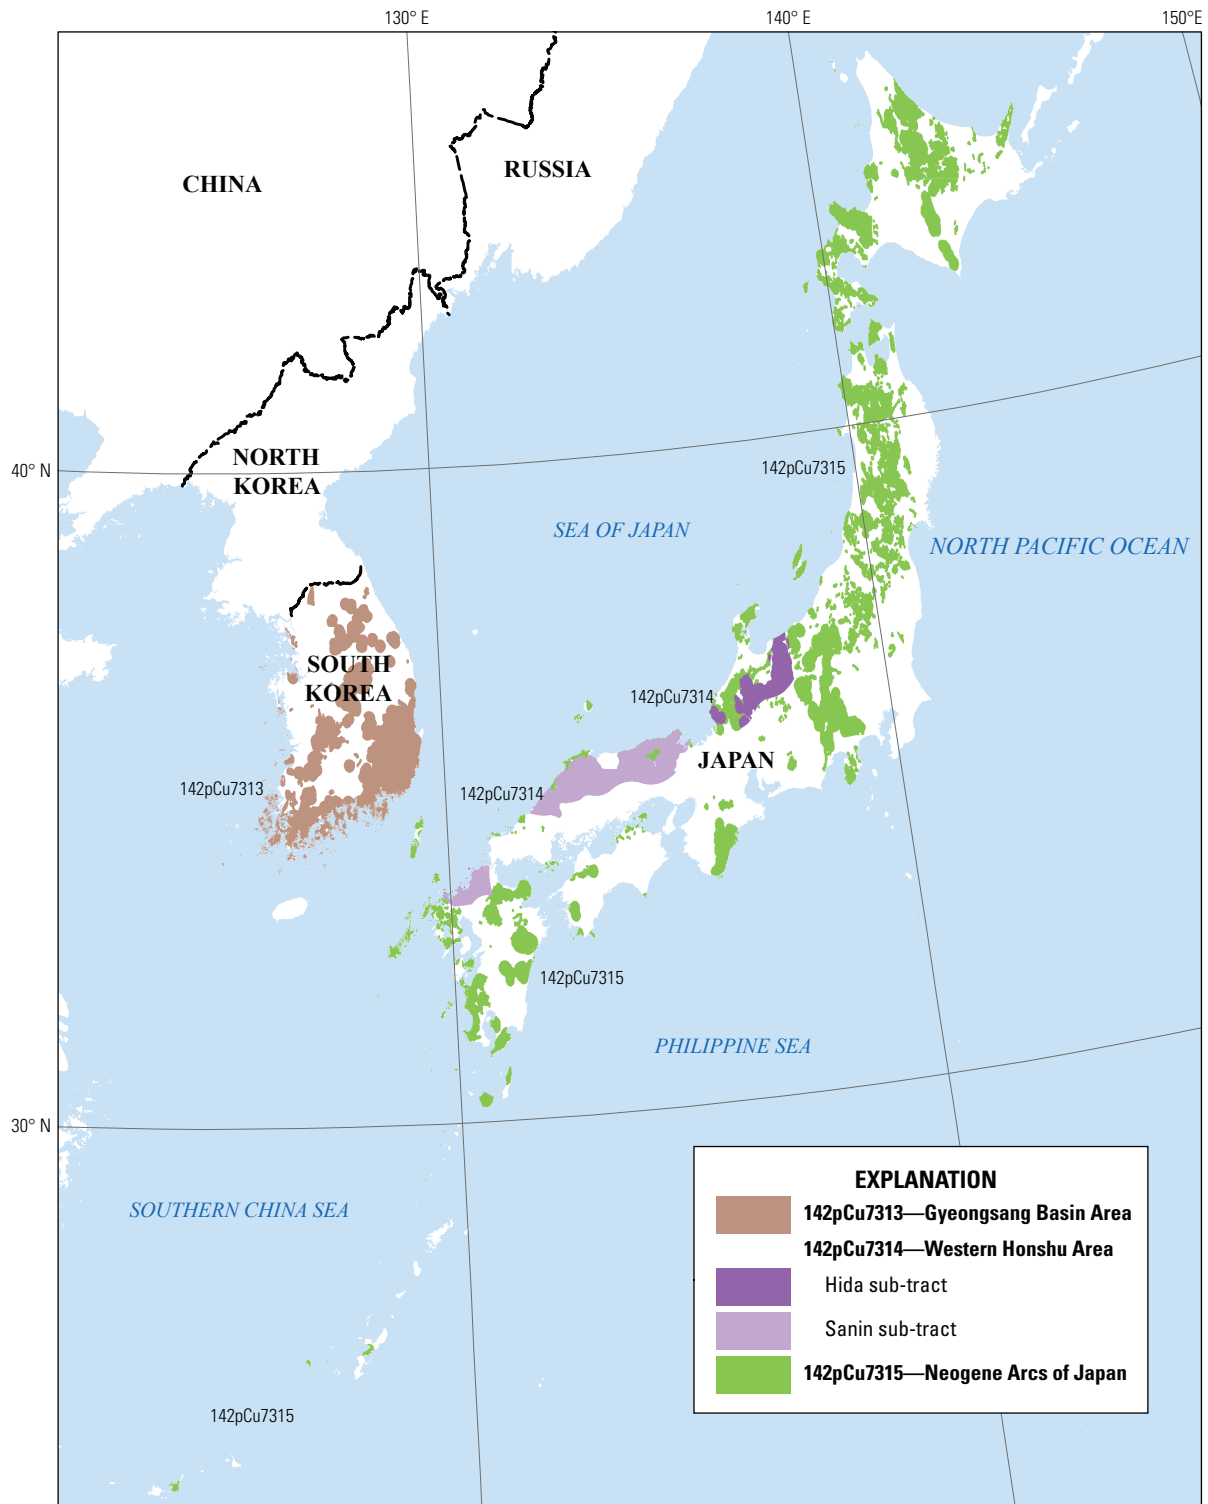 130° E
140° E
150°E
CHINA
RUSSIA
NORTH
KOREA
40° N
142pCu7315
SEA OF JAPAN
NORTH PACIFIC OCEAN
SOUTH
KOREA
142pCu7314
JAPAN
142pCu7313
142pCu7314
142pCu7315
PHILIPPINE SEA
30° N
SOUTHERN CHINA SEA
142pCu7315
EXPLANATION
142pCu7313—Gyeongsang Basin Area
142pCu7314—Western Honshu Area
Hida sub-tract
Sanin sub-tract
142pCu7315—Neogene Arcs of Japan